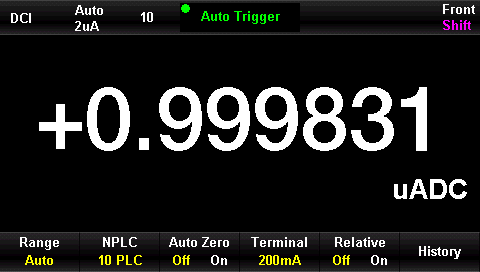 DCI
Auto
2uA
10
Auto Trigger
Front
Shift
+0.999831
uADC
Range
Auto
NPLC
10 PLC
Auto Zero
Off On
Terminal
200mA
Relative
Off On
History